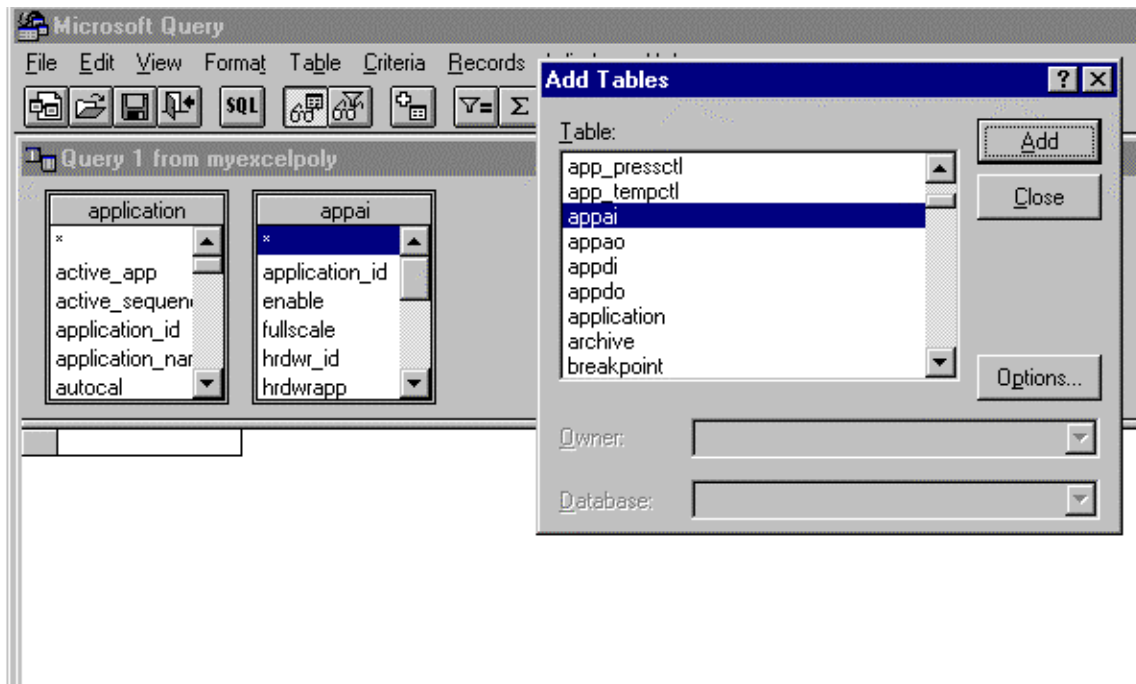 Microsoft Query
File Edit View Format Table Criteria Records
SQL
Query 1 from myexcelpoly
application
*
active_app
active_sequen
application_id
application_nar
autocal
appai
*
application_id
enable
fullscale
hrdwr_id
hrdwrapp
Add Tables
Table:
app_pressctl
app_tempctl
appai
appao
appdi
appdo
application
archive
breakpoint
Add
Close
Options...
Owner:
Database: